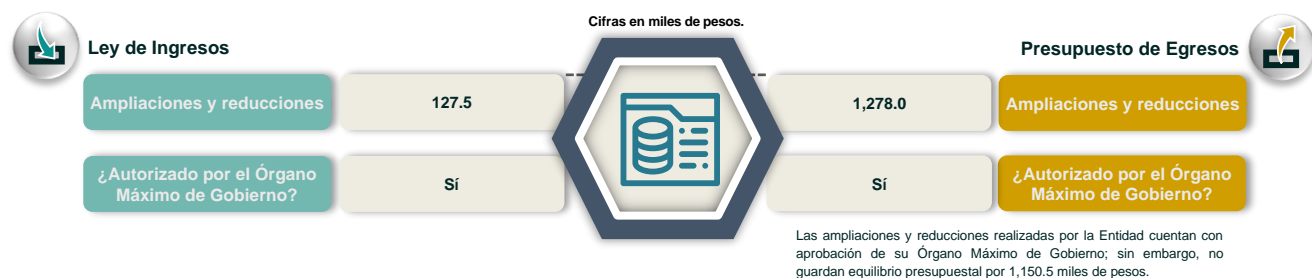 Cifras en miles de pesos.
Ley de Ingresos
Presupuesto de Egresos
Ampliaciones y reducciones
127.5
1,278.0
Ampliaciones y reducciones
¿Autorizado por el Órgano
Máximo de Gobierno?
Sí
Sí
¿Autorizado por el Órgano
Máximo de Gobierno?
Las ampliaciones y reducciones realizadas por la Entidad cuentan con
aprobación de su Órgano Máximo de Gobierno; sin embargo, no
guardan equilibrio presupuestal por 1,150.5 miles de pesos.